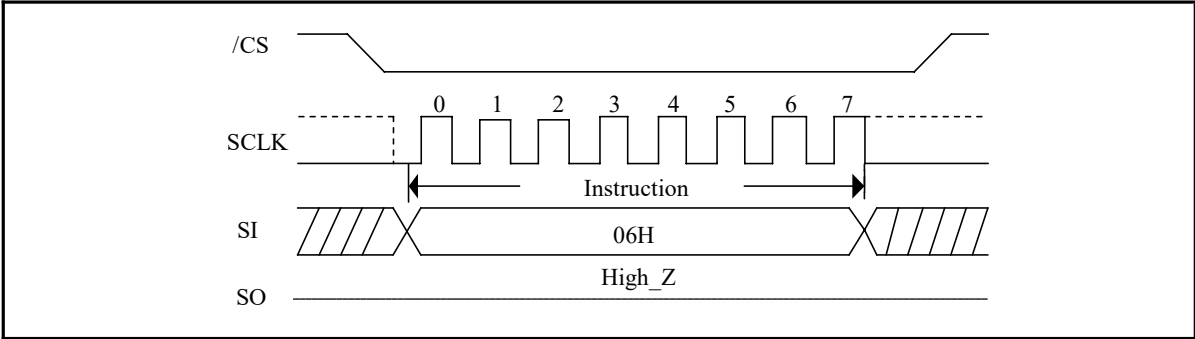 /CS
0 1 2 3 4 5 6 7
SCLK
Instruction
SI
06H
High_Z
SO